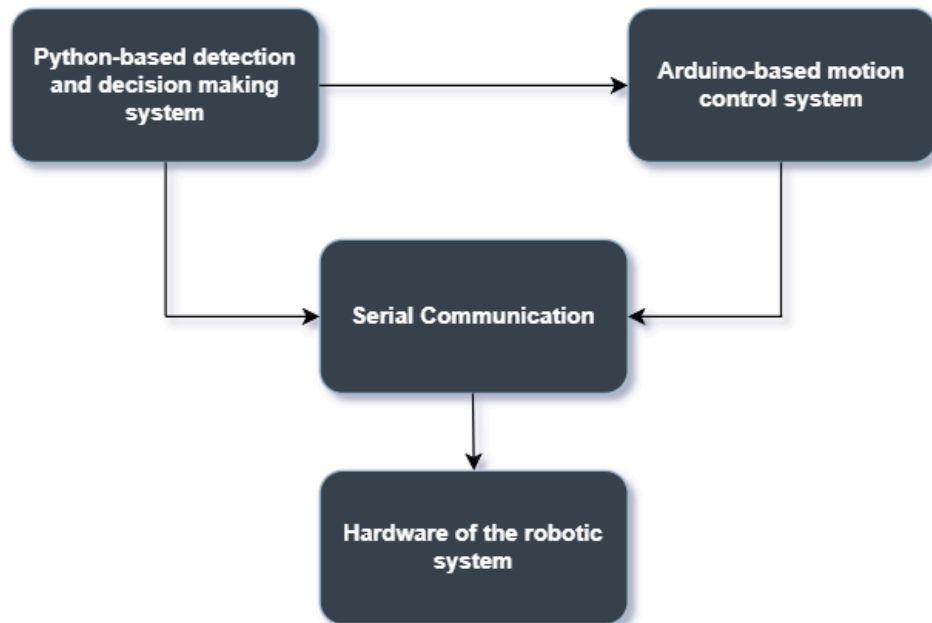 Python-based detection
and decision making
system
Arduino-based motion
control system
Serial Communication
Hardware of the robotic
system